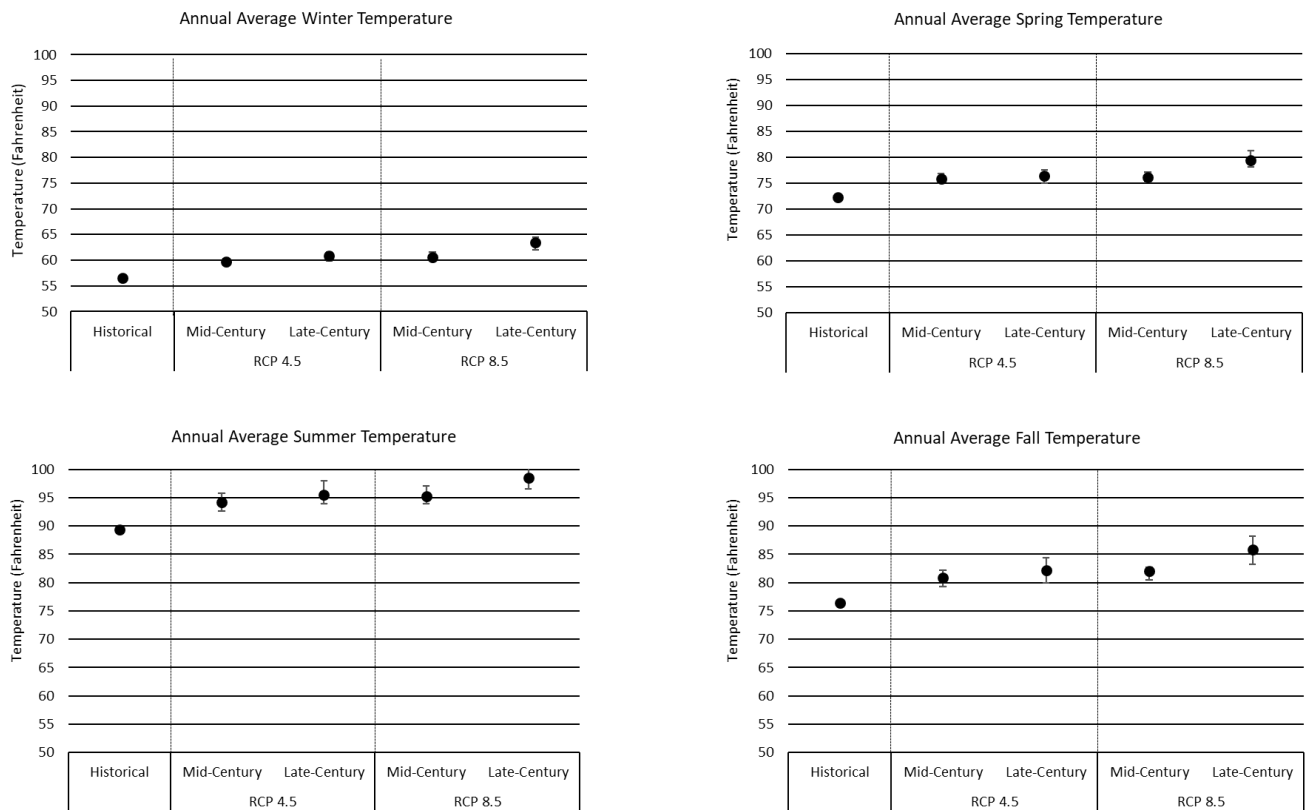 Annual Average Winter Temperature
Temperature (Fahrenheit)
100
95
90
85
80
75
70
65
60
55
50
Historical Mid-Century Late-Century Mid-Century Late-Century
RCP 4.5 RCP 8.5
Annual Average Spring Temperature
Temperature (Fahrenheit)
100
95
90
85
80
75
70
65
60
55
50
Historical Mid-Century Late-Century Mid-Century Late-Century
RCP 4.5 RCP 8.5
Annual Average Summer Temperature
Temperature (Fahrenheit)
100
95
90
85
80
75
70
65
60
55
50
Historical Mid-Century Late-Century Mid-Century Late-Century
RCP 4.5 RCP 8.5
Annual Average Fall Temperature
Temperature (Fahrenheit)
100
95
90
85
80
75
70
65
60
55
50
Historical Mid-Century Late-Century Mid-Century Late-Century
RCP 4.5 RCP 8.5